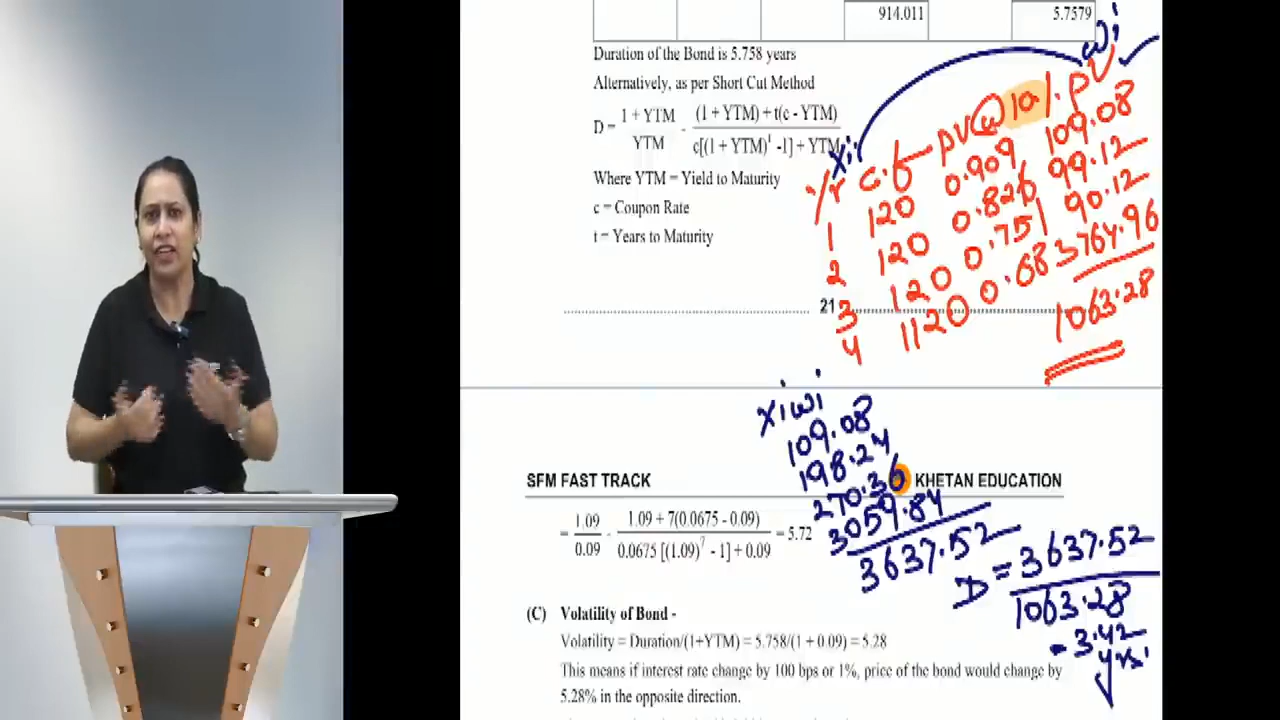 914.011 5.7579
Duration of the Bond is 5.758 years
Alternatively, as per Short Cut Method
D = 1 + YTM / YTM - (1 + YTM) + t(c - YTM) / c[(1 + YTM)^t -1] + YTM
Where YTM = Yield to Maturity
c = Coupon Rate
t = Years to Maturity
21
xi wi
Yr C.f PV@10%. PV
1 120 0.909 109.08
2 120 0.826 99.12
3 120 0.751 90.12
4 1120 0.683 764.96
1063.28
xiwi
109.08
198.24
270.36
3059.84
3637.52
SFM FAST TRACK KHETAN EDUCATION
= 1.09 / 0.09 - 1.09 + 7(0.0675 - 0.09) / 0.0675 [(1.09)^7 - 1] + 0.09 = 5.72
D = 3637.52 / 1063.28
= 3.42
yrs.
(C) Volatility of Bond -
Volatility = Duration/(1+YTM) = 5.758/(1 + 0.09) = 5.28
This means if interest rate change by 100 bps or 1%, price of the bond would change by
5.28% in the opposite direction.